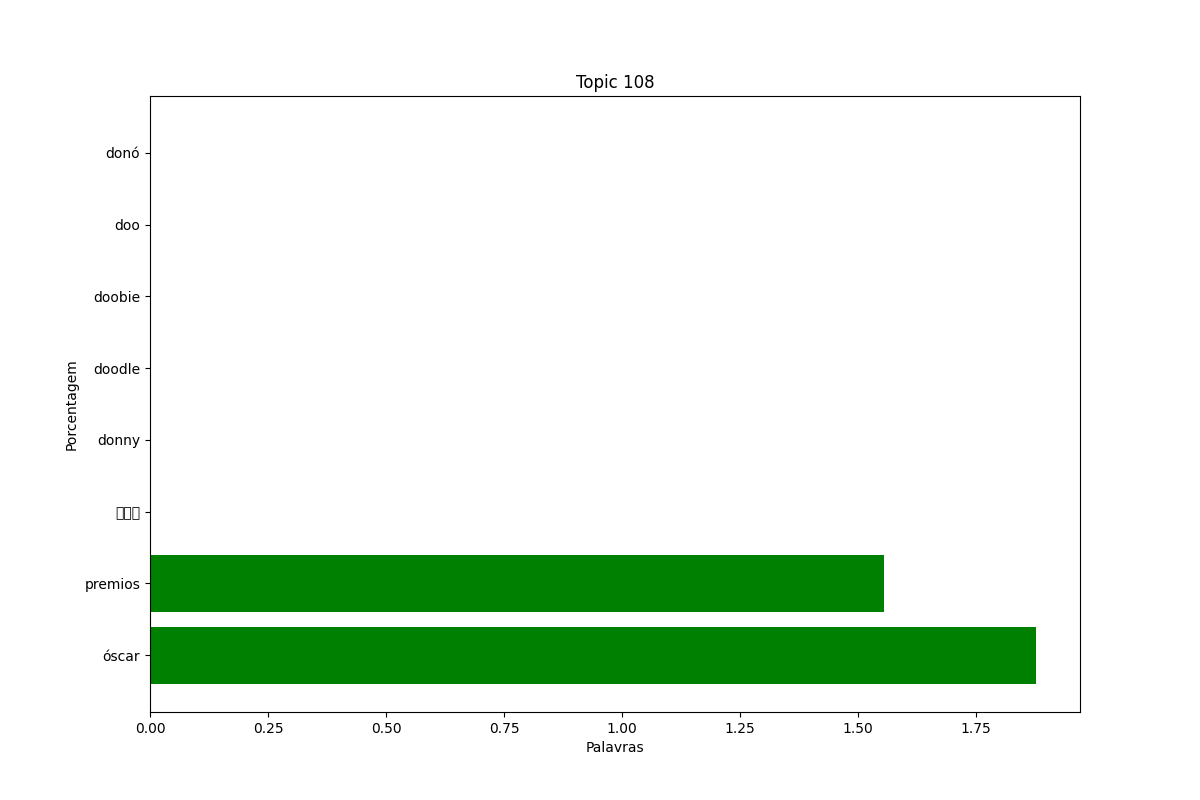 Topic 108
donó
doo
doobie
doodle
donny
premios
óscar
Porcentagem
0.00 0.25 0.50 0.75 1.00 1.25 1.50 1.75
Palavras